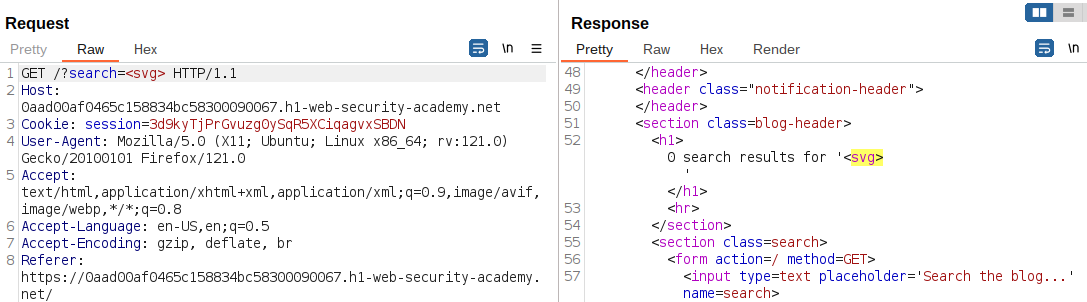 Request
Pretty Raw Hex \n
1 GET /?search=<svg> HTTP/1.1
2 Host:
0aad00af0465c158834bc58300090067.h1-web-security-academy.net
3 Cookie: session=3d9kyTjPrGvuzg0ySqR5XCiqagvxSBDN
4 User-Agent: Mozilla/5.0 (X11; Ubuntu; Linux x86_64; rv:121.0)
Gecko/20100101 Firefox/121.0
5 Accept:
text/html,application/xhtml+xml,application/xml;q=0.9,image/avif,
image/webp,*/*;q=0.8
6 Accept-Language: en-US,en;q=0.5
7 Accept-Encoding: gzip, deflate, br
8 Referer:
https://0aad00af0465c158834bc58300090067.h1-web-security-academy.
net/
Response
Pretty Raw Hex Render \n
48 </header>
49 <header class="notification-header">
50 </header>
51 <section class=blog-header>
52 <h1>
0 search results for '<svg>
'
</h1>
53 <hr>
54 </section>
55 <section class=search>
56 <form action=/ method=GET>
57 <input type=text placeholder='Search the blog...'
name=search>